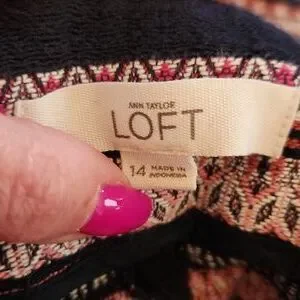 ANN TAYLOR
LOFT
14 MADE IN
INDONESIA